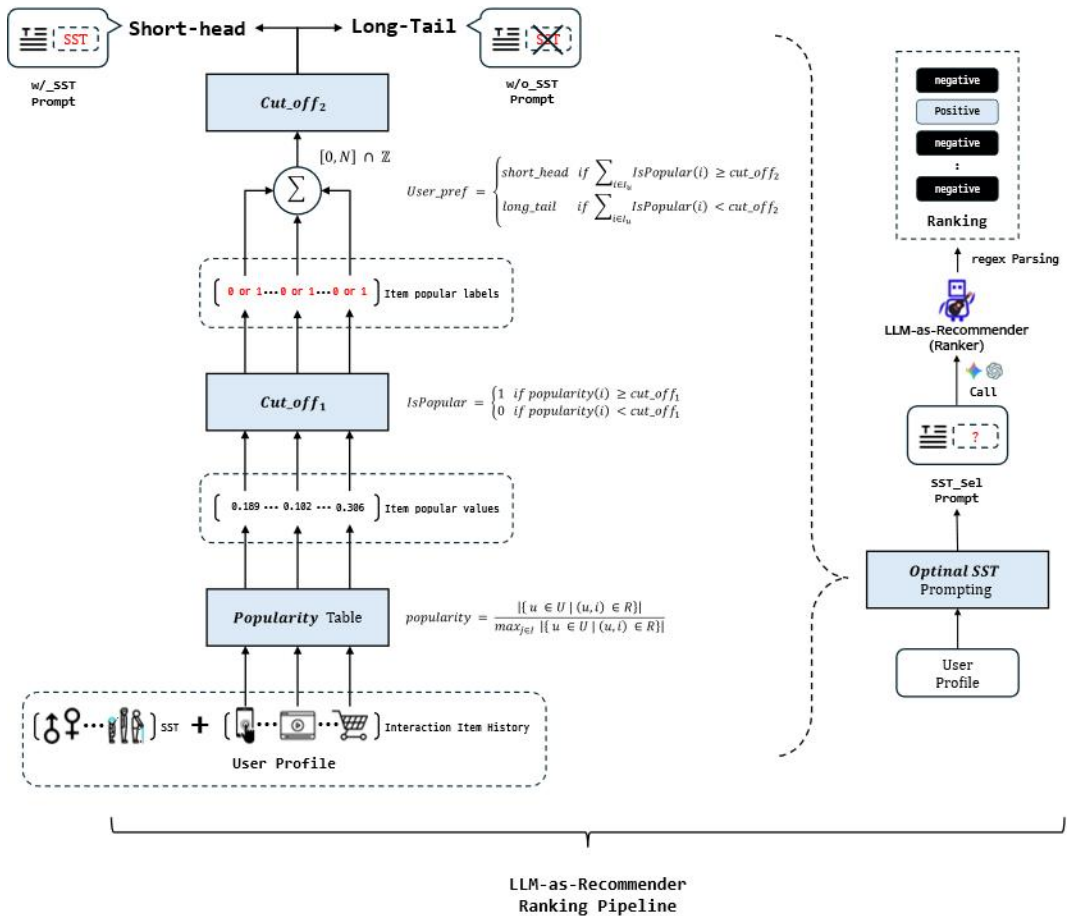 SST
Short-head
Long-Tail
SST
w/_SST
Prompt
w/o_SST
Prompt
Cut_off₂
[0, N] ∩ ℤ
∑
User_pref = {short_head if ∑_{i∈I_u} IsPopular(i) ≥ cut_off₂
long_tail if ∑_{i∈I_u} IsPopular(i) < cut_off₂
0 or 1 ··· 0 or 1 ··· 0 or 1
Item popular labels
Cut_off₁
IsPopular = {1 if popularity(i) ≥ cut_off₁
0 if popularity(i) < cut_off₁
0.189 ··· 0.102 ··· 0.306
Item popular values
Popularity Table
popularity = |{ u ∈ U | (u, i) ∈ R}|
max_{j∈I} |{ u ∈ U | (u, i) ∈ R}|
SST
+
Interaction Item History
User Profile
negative
Positive
negative
:
negative
Ranking
regex Parsing
LLM-as-Recommender
(Ranker)
Call
?
SST_Sel
Prompt
Optinal SST
Prompting
User
Profile
LLM-as-Recommender
Ranking Pipeline